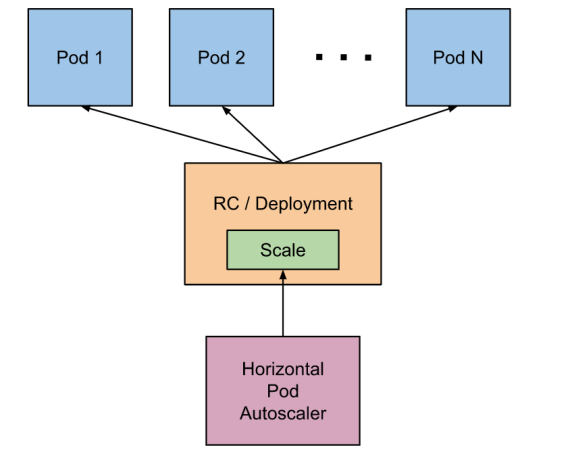 Pod 1
Pod 2
Pod N
RC / Deployment
Scale
Horizontal
Pod
Autoscaler